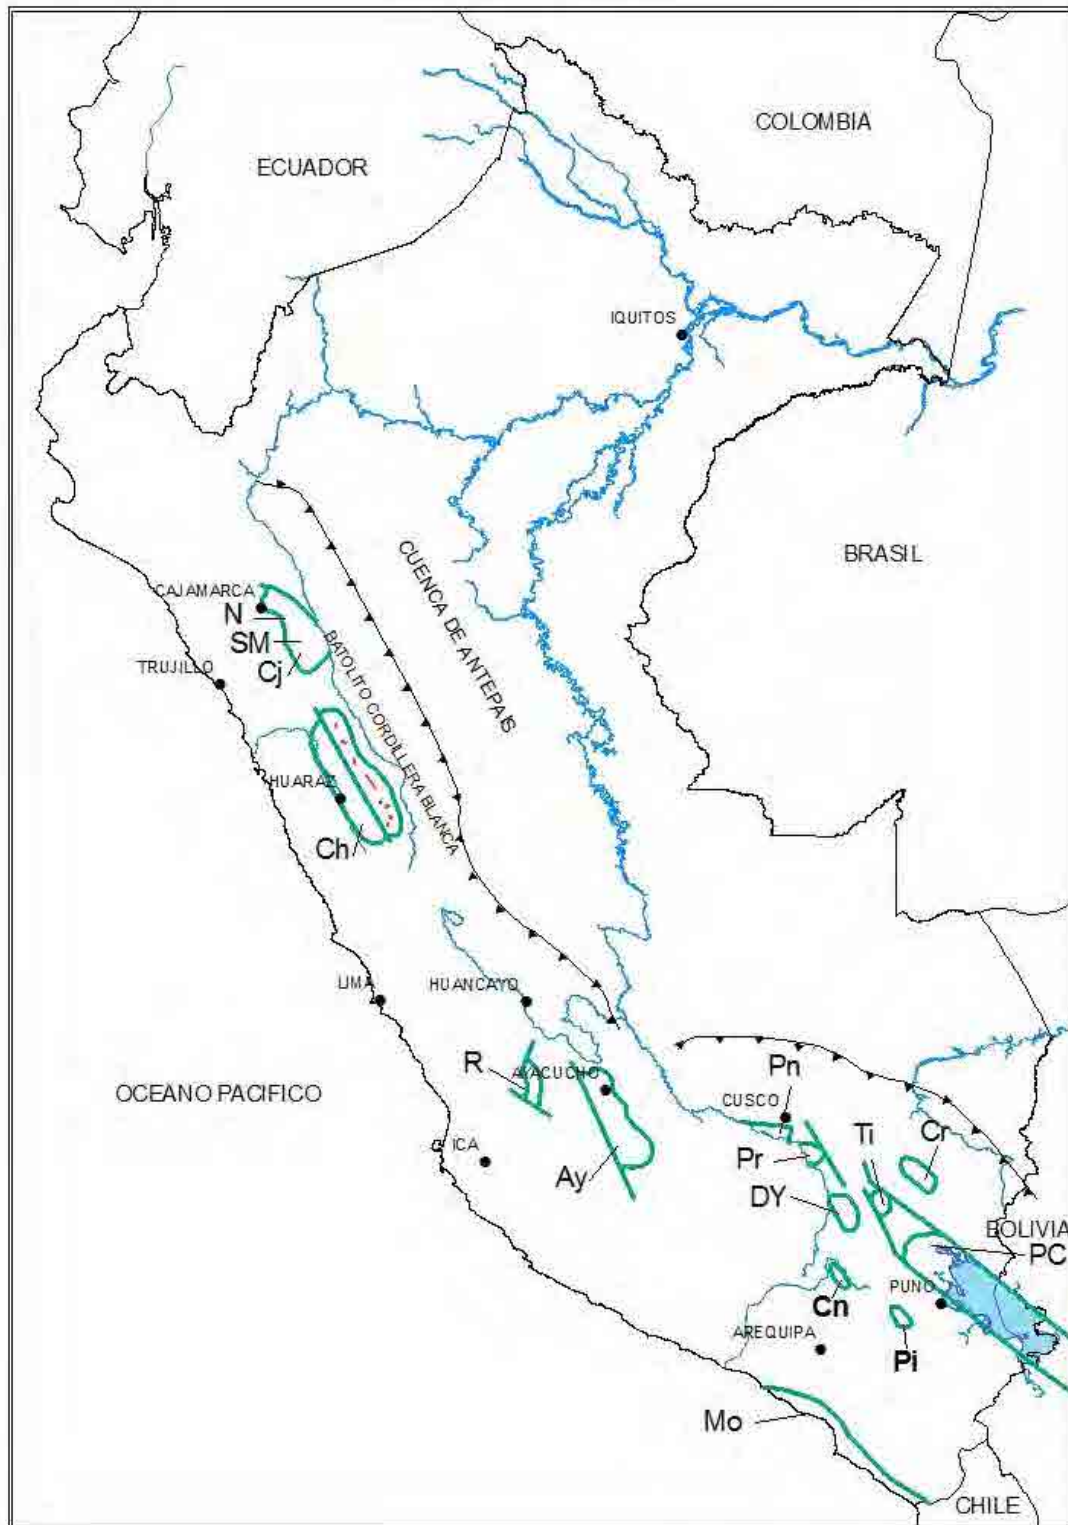 COLOMBIA
ECUADOR
IQUITOS
BRASIL
CUENCA DE ANTEPAIS
CAJAMARCA
N
SM
Cj
TRUJILLO
BATOLITO CORDILLERA BLANCA
HUARAZ
Ch
LIMA
HUANCAYO
R
AYACUCHO
OCEANO PACIFICO
Pn
CUSCO
Ti
Cr
ICA
Ay
Pr
DY
BOLIVIA
PC
PUNO
Cn
AREQUIPA
Pi
Mo
CHILE